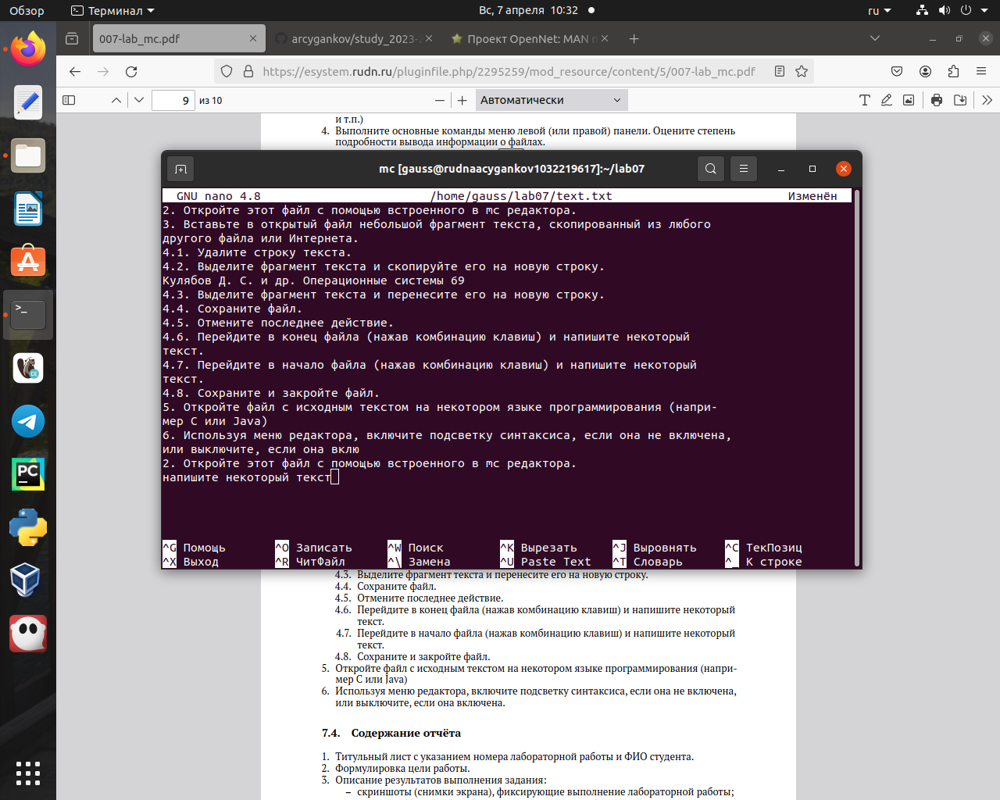 Обзор
Терминал
Вс, 7 апреля 10:32
ru
007-lab_mc.pdf
arcygankov/study_2023-2
Проект OpenNet: MAN m
https://esystem.rudn.ru/pluginfile.php/2295259/mod_resource/content/5/007-lab_mc.pdf
9 из 10
Автоматически
и т.п.)
4. Выполните основные команды меню левой (или правой) панели. Оцените степень
подробности вывода информации о файлах.
mc [gauss@rudnaacygankov1032219617]:~/lab07
GNU nano 4.8 /home/gauss/lab07/text.txt Изменён
2. Откройте этот файл с помощью встроенного в mc редактора.
3. Вставьте в открытый файл небольшой фрагмент текста, скопированный из любого
другого файла или Интернета.
4.1. Удалите строку текста.
4.2. Выделите фрагмент текста и скопируйте его на новую строку.
Кулябов Д. С. и др. Операционные системы 69
4.3. Выделите фрагмент текста и перенесите его на новую строку.
4.4. Сохраните файл.
4.5. Отмените последнее действие.
4.6. Перейдите в конец файла (нажав комбинацию клавиш) и напишите некоторый
текст.
4.7. Перейдите в начало файла (нажав комбинацию клавиш) и напишите некоторый
текст.
4.8. Сохраните и закройте файл.
5. Откройте файл с исходным текстом на некотором языке программирования (напри-
мер C или Java)
6. Используя меню редактора, включите подсветку синтаксиса, если она не включена,
или выключите, если она вклю
2. Откройте этот файл с помощью встроенного в mc редактора.
напишите некоторый текст
^G Помощь ^O Записать ^W Поиск ^K Вырезать ^J Выровнять ^C ТекПозиц
^X Выход ^R ЧитФайл ^\ Замена ^U Paste Text ^T Словарь ^_ К строке
4.3. Выделите фрагмент текста и перенесите его на новую строку.
4.4. Сохраните файл.
4.5. Отмените последнее действие.
4.6. Перейдите в конец файла (нажав комбинацию клавиш) и напишите некоторый
текст.
4.7. Перейдите в начало файла (нажав комбинацию клавиш) и напишите некоторый
текст.
4.8. Сохраните и закройте файл.
5. Откройте файл с исходным текстом на некотором языке программирования (напри-
мер C или Java)
6. Используя меню редактора, включите подсветку синтаксиса, если она не включена,
или выключите, если она включена.
7.4. Содержание отчёта
1. Титульный лист с указанием номера лабораторной работы и ФИО студента.
2. Формулировка цели работы.
3. Описание результатов выполнения задания:
– скриншоты (снимки экрана), фиксирующие выполнение лабораторной работы;